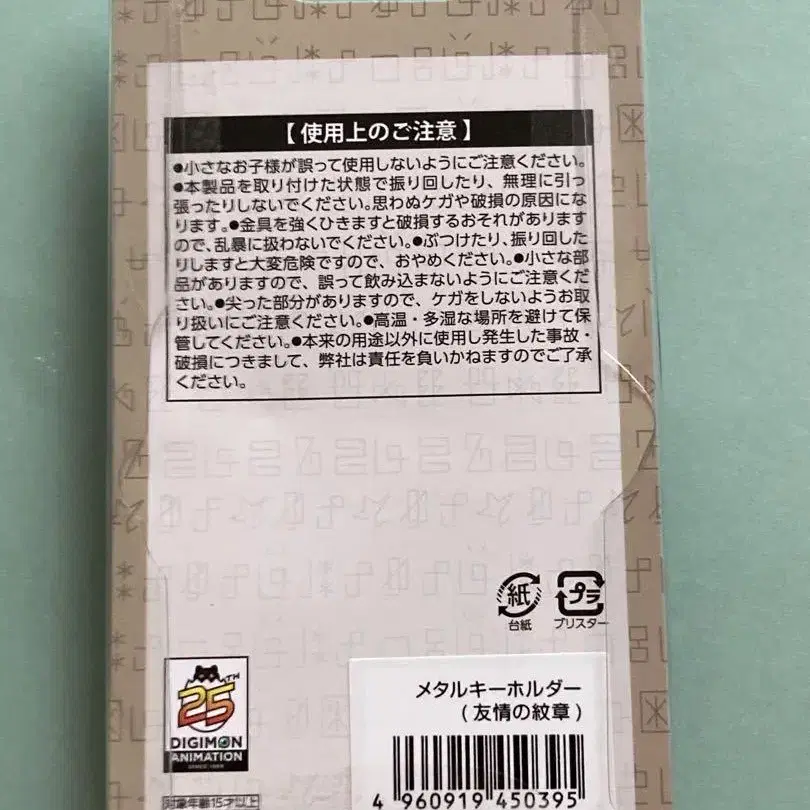 【使用上のご注意】
●小さなお子様が誤って使用しないようにご注意ください。
●本製品を取り付けた状態で振り回したり、無理に引っ
張ったりしないでください。思わぬケガや破損の原因にな
ります。●金具を強くひきますと破損するおそれがあります
ので、乱暴に扱わないでください。●ぶつけたり、振り回した
りしますと大変危険ですので、おやめください。●小さな部
品がありますので、誤って飲み込まないようにご注意くだ
さい。●尖った部分がありますので、ケガをしないようお取
り扱いにご注意ください。●高温・多湿な場所を避けて保
管してください。●本来の用途以外に使用し発生した事故・
破損につきまして、弊社は責任を負いかねますのでご了承
ください。
紙
台紙
プラ
ブリスター
25TH
DIGIMON
ANIMATION
対象年齢15才以上
メタルキーホルダー
(友情の紋章)
4 960919 450395